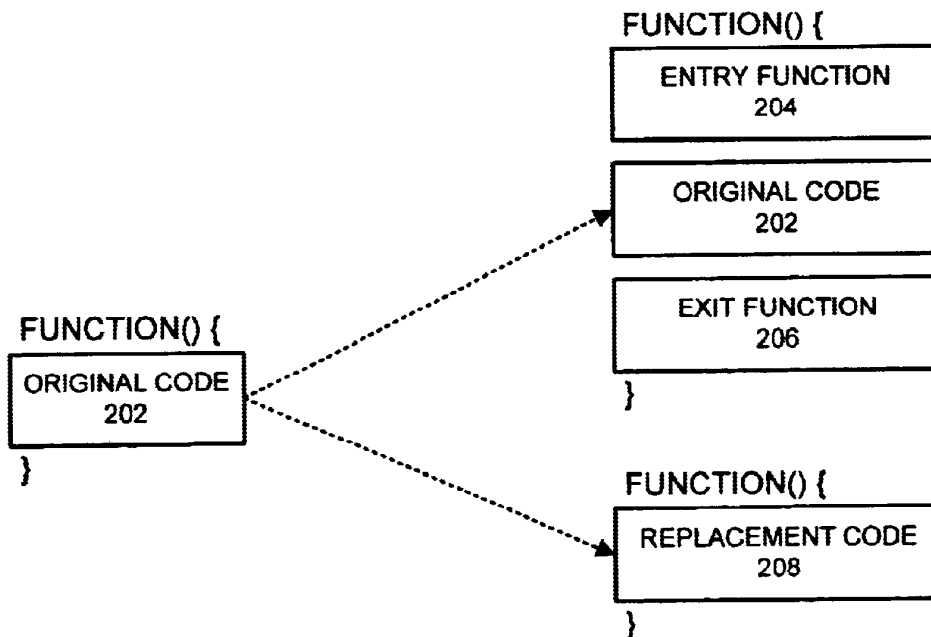 FUNCTION() {
ORIGINAL CODE
202
}
FUNCTION() {
ENTRY FUNCTION
204
ORIGINAL CODE
202
EXIT FUNCTION
206
}
FUNCTION() {
REPLACEMENT CODE
208
}